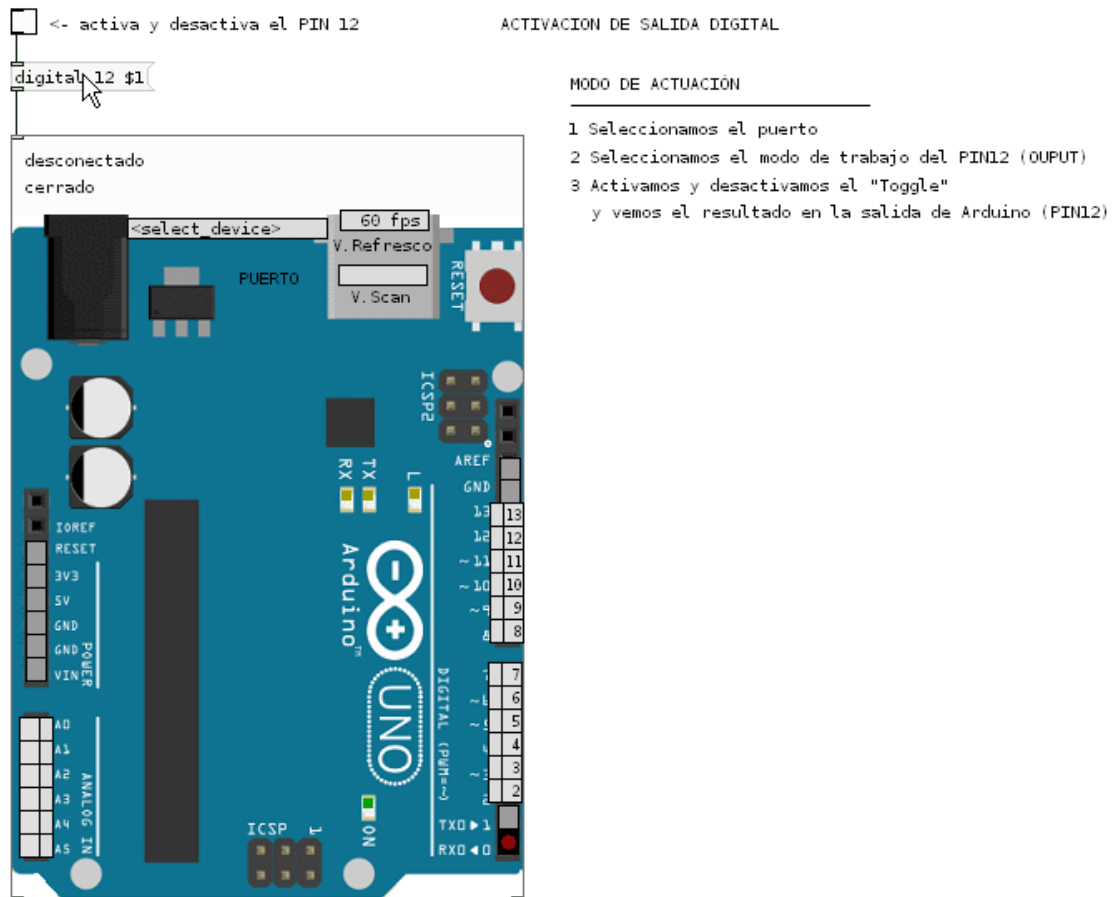 <- activa y desactiva el PIN 12
ACTIVACION DE SALIDA DIGITAL
digital 12 $1
MODO DE ACTUACIÓN
1 Seleccionamos el puerto
2 Seleccionamos el modo de trabajo del PIN12 (OUPUT)
3 Activamos y desactivamos el "Toggle"
y vemos el resultado en la salida de Arduino (PIN12)
desconectado
cerrado
<select_device>
60 fps
V.Refresco
PUERTO
V.Scan
RESET
ICSP2
AREF
GND
RX
TX
L
13 13
12 12
~11 11
~10 10
~9 9
8 8
IOREF
RESET
3V3
5V
GND
GND
VIN
POWER
Arduino™
UNO
DIGITAL (PWM=~)
7 7
~6 6
~5 5
4 4
~3 3
2 2
TX0▶1
RX0◀0
A0
A1
A2
A3
A4
A5
ANALOG IN
ICSP
1
ON